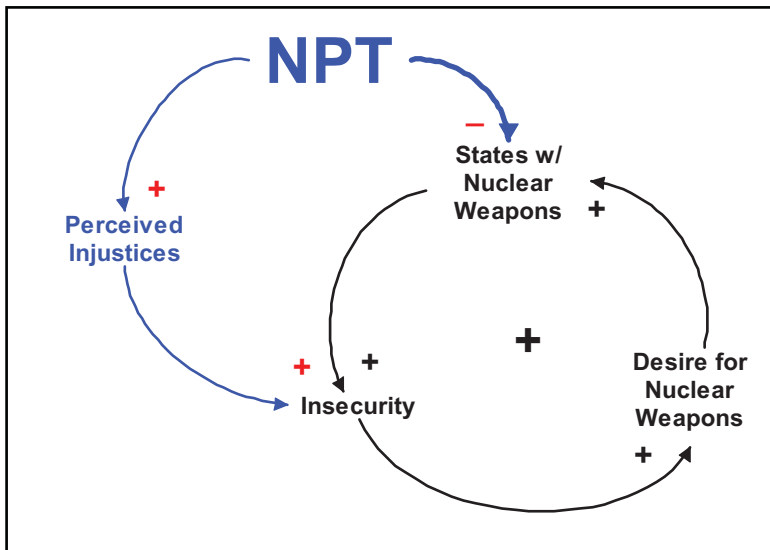 NPT
−
States w/
Nuclear
Weapons
+
+
Perceived
Injustices
+
+
+
Desire for
Nuclear
Weapons
Insecurity
+